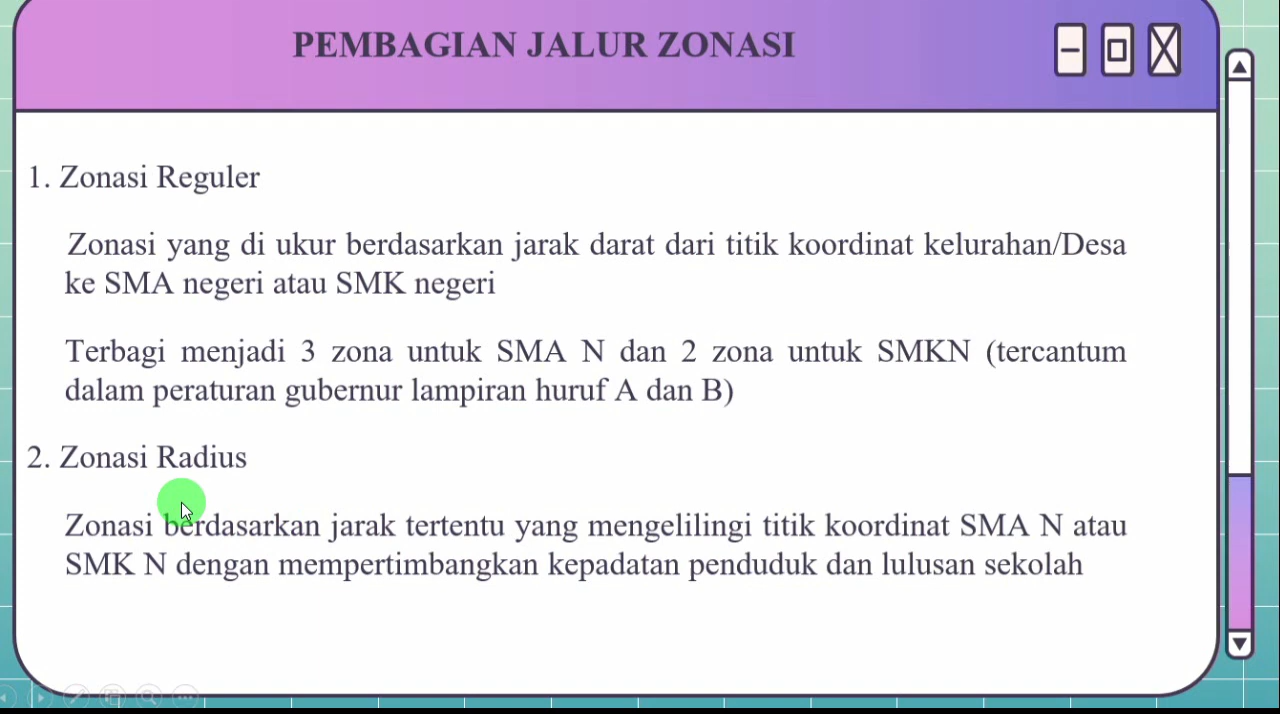 PEMBAGIAN JALUR ZONASI
1. Zonasi Reguler
Zonasi yang di ukur berdasarkan jarak darat dari titik koordinat kelurahan/Desa
ke SMA negeri atau SMK negeri
Terbagi menjadi 3 zona untuk SMA N dan 2 zona untuk SMKN (tercantum
dalam peraturan gubernur lampiran huruf A dan B)
2. Zonasi Radius
Zonasi berdasarkan jarak tertentu yang mengelilingi titik koordinat SMA N atau
SMK N dengan mempertimbangkan kepadatan penduduk dan lulusan sekolah